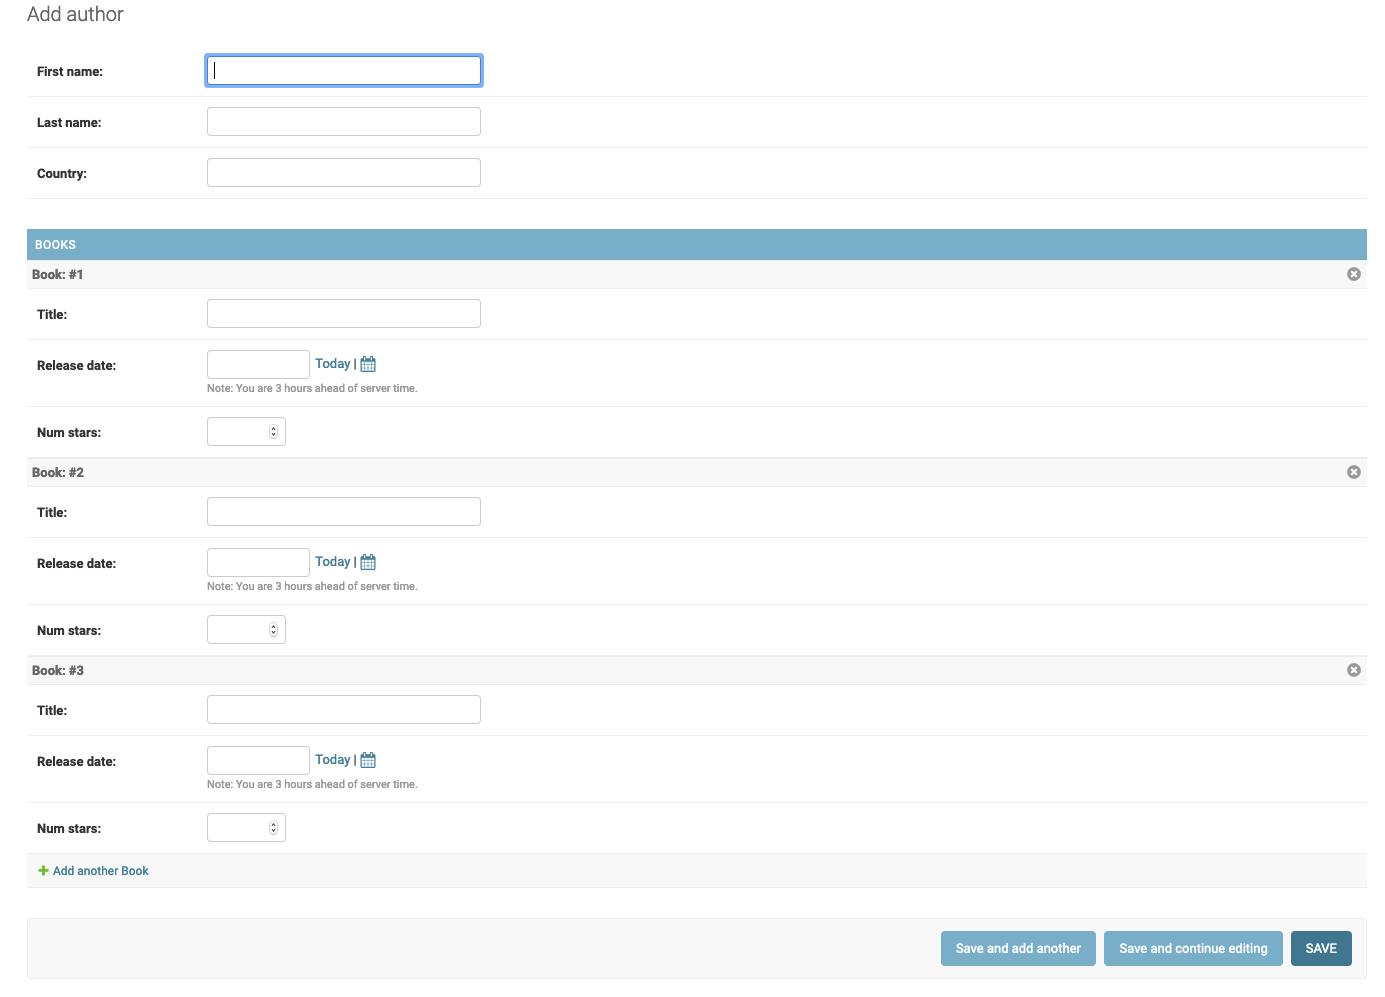 Add author
First name:
Last name:
Country:
BOOKS
Book: #1
Title:
Release date:
Today |
Note: You are 3 hours ahead of server time.
Num stars:
Book: #2
Title:
Release date:
Today |
Note: You are 3 hours ahead of server time.
Num stars:
Book: #3
Title:
Release date:
Today |
Note: You are 3 hours ahead of server time.
Num stars:
Add another Book
Save and add another
Save and continue editing
SAVE